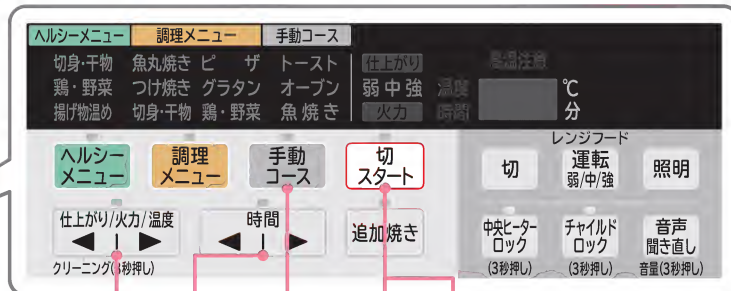 ヘルシーメニュー 調理メニュー 手動コース
切身・干物 魚丸焼き ピザ トースト 仕上がり 高温注意
鶏・野菜 つけ焼き グラタン オーブン 弱 中 強 温度 ℃
揚げ物温め 切身・干物 鶏・野菜 魚焼き 火力 時間 分
レンジフード
ヘルシーメニュー
調理メニュー
手動コース
切
スタート
切
運転
弱/中/強
照明
仕上がり/火力/温度
時間
追加焼き
中央ヒーターロック
チャイルドロック
音声聞き直し
クリーニング(3秒押し)
(3秒押し)
(3秒押し)
音量(3秒押し)